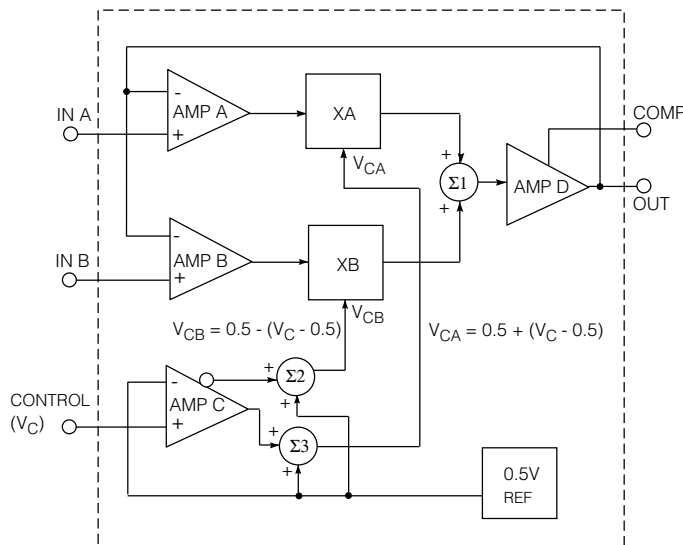 IN A
-
+
AMP A
XA
V_CA
+
+
Σ1
AMP D
COMP
OUT
IN B
-
+
AMP B
XB
V_CB
V_CB = 0.5 - (V_C - 0.5)
V_CA = 0.5 + (V_C - 0.5)
CONTROL
(V_C)
-
+
AMP C
+
+
Σ2
+
+
Σ3
0.5V
REF